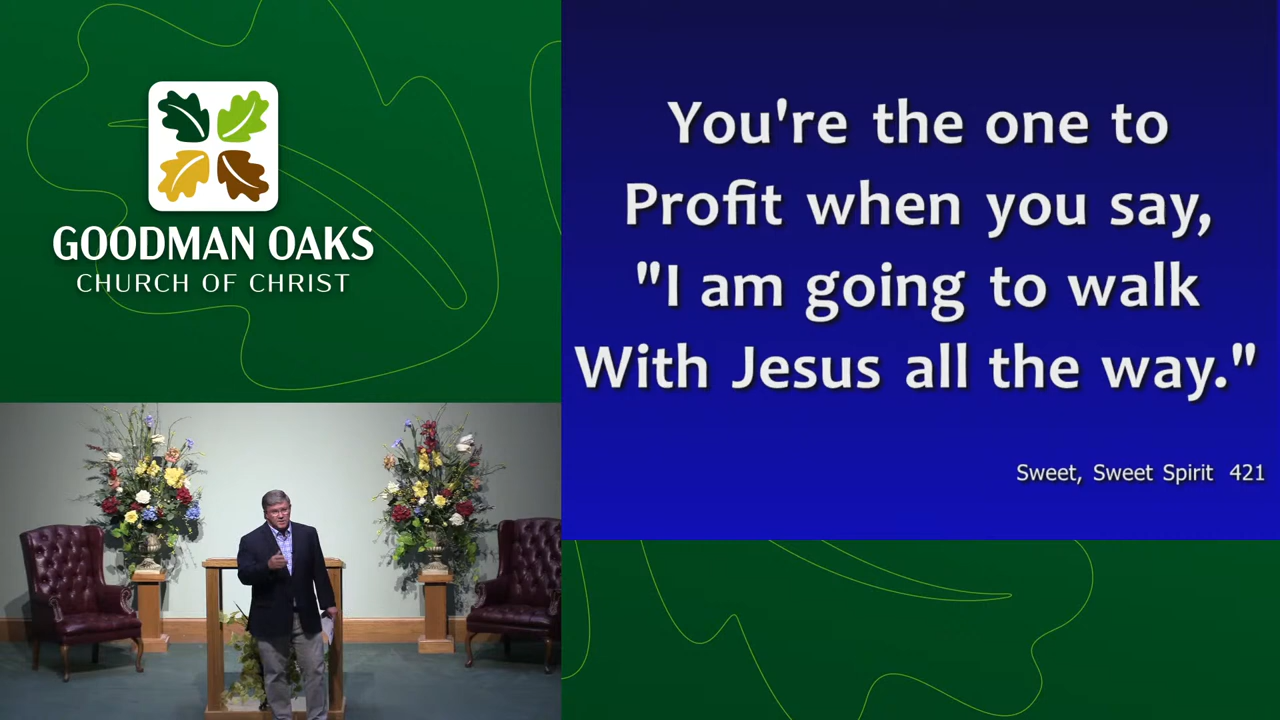 GOODMAN OAKS
CHURCH OF CHRIST
You're the one to
Profit when you say,
"I am going to walk
With Jesus all the way."
Sweet, Sweet Spirit 421